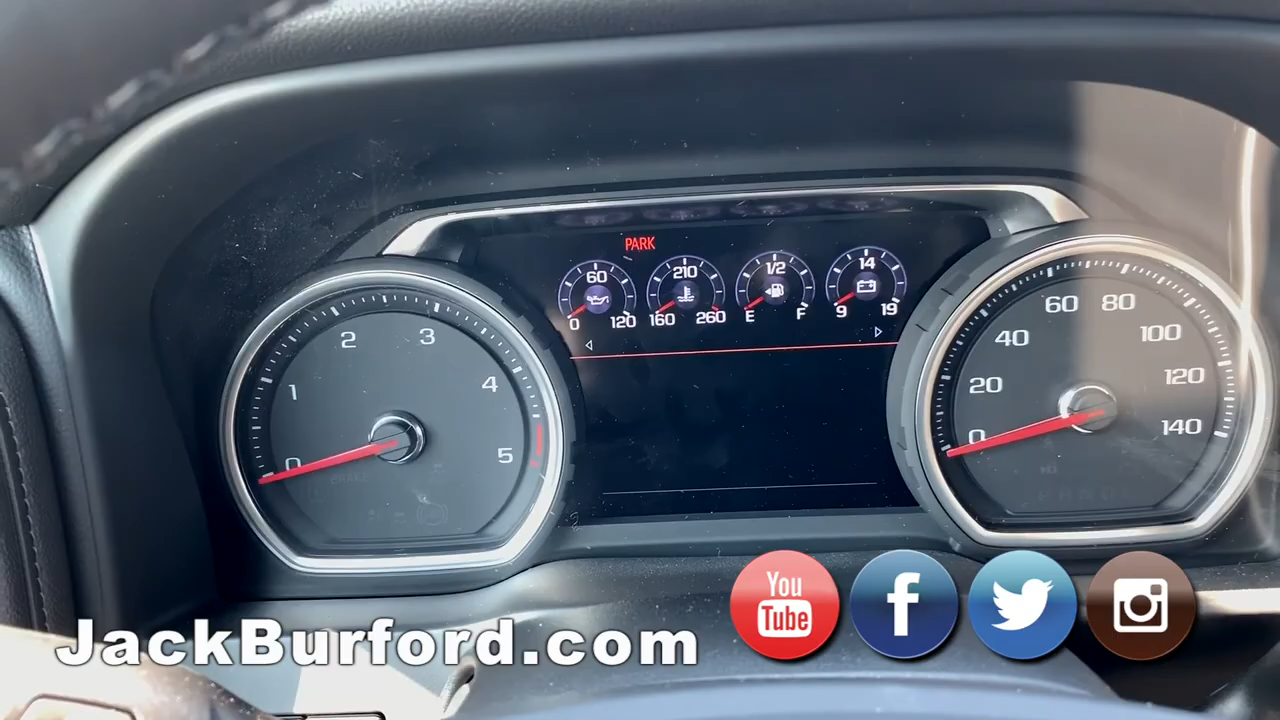 PARK
60
0 120
210
160 260
1/2
E F
14
9 19
0 1 2 3 4 5
BRAKE
0 20 40 60 80 100 120 140
JackBurford.com
You
Tube
f